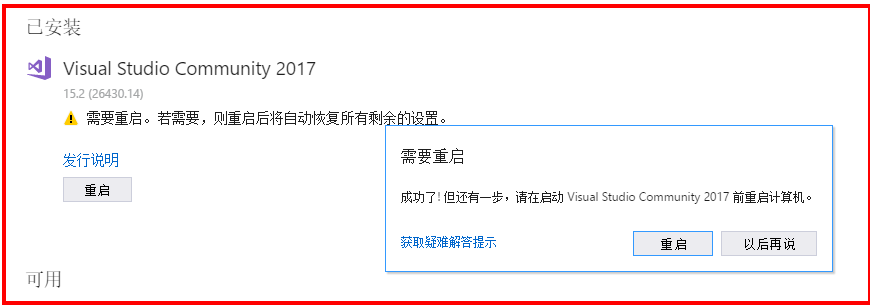 已安装
Visual Studio Community 2017
15.2 (26430.14)
需要重启。若需要，则重启后将自动恢复所有剩余的设置。
发行说明
重启
需要重启
成功了! 但还有一步，请在启动 Visual Studio Community 2017 前重启计算机。
获取疑难解答提示
重启
以后再说
可用